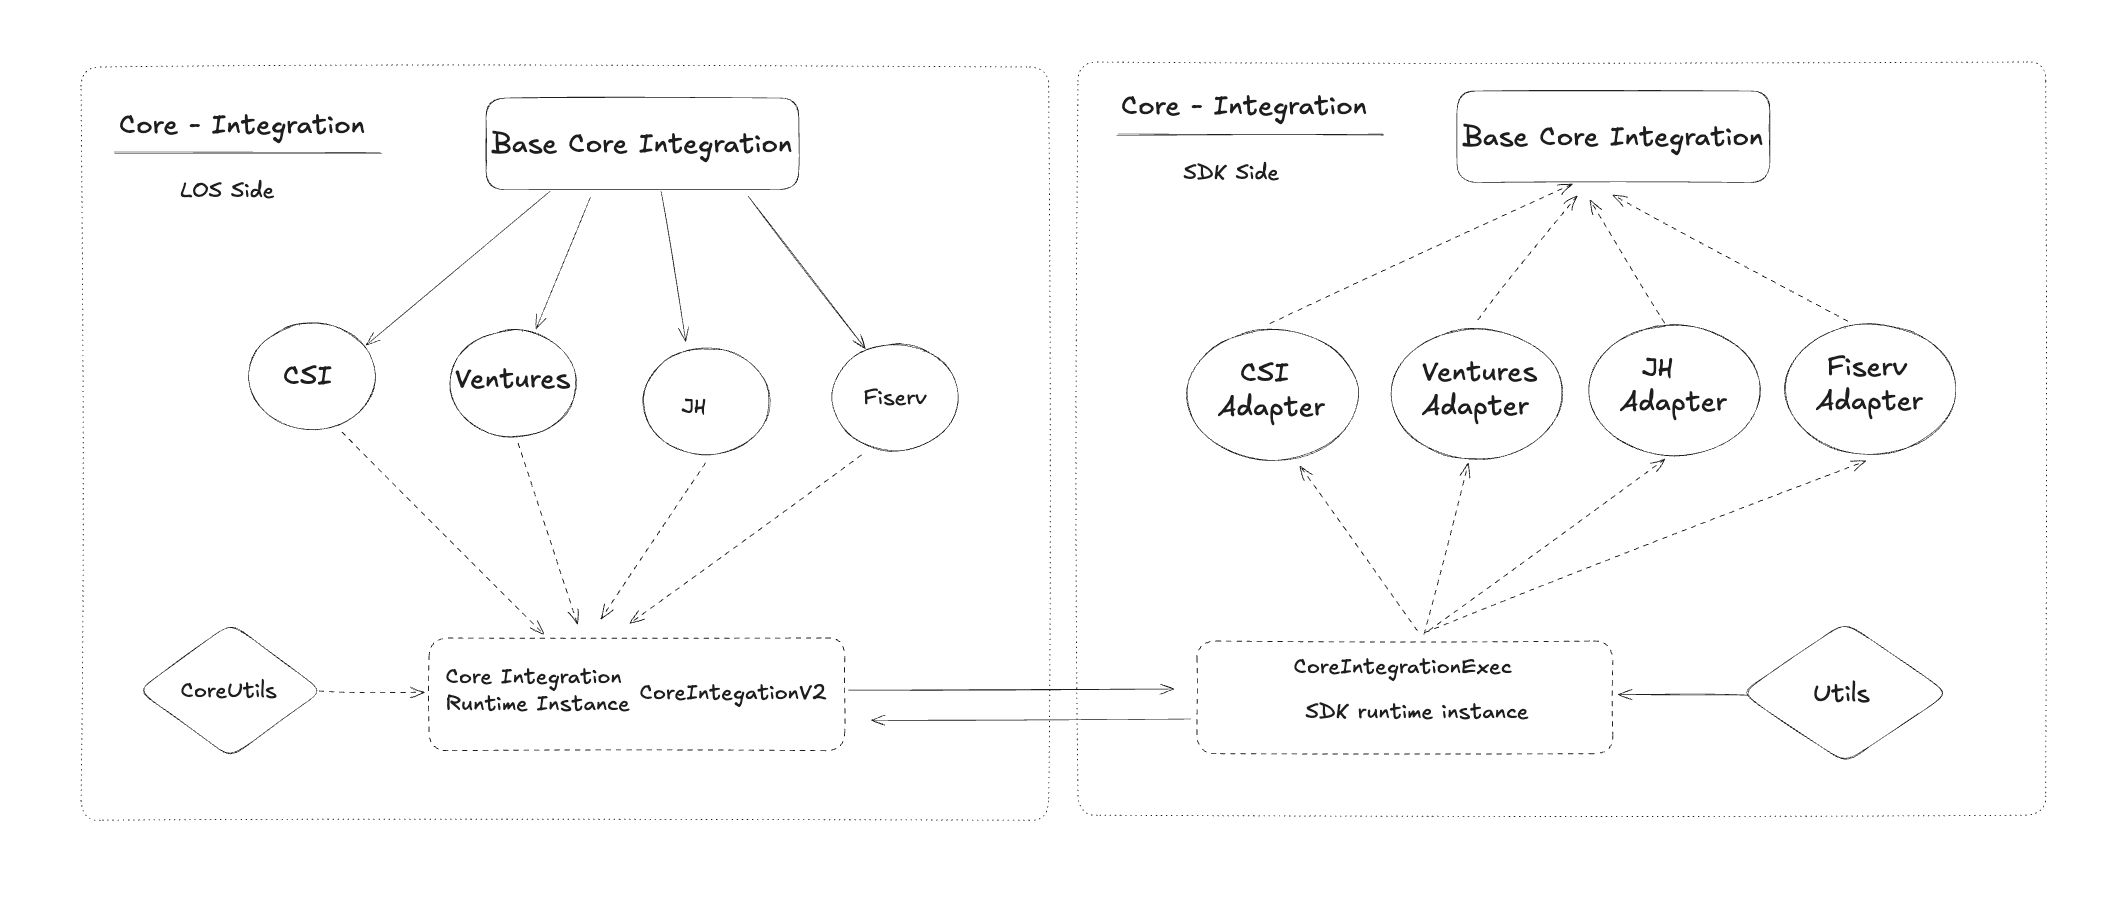 Core - Integration
LOS Side
Base Core Integration
CSI
Ventures
JH
Fiserv
CoreUtils
Core Integration
Runtime Instance
CoreIntegationV2
Core - Integration
SDK Side
Base Core Integration
CSI
Adapter
Ventures
Adapter
JH
Adapter
Fiserv
Adapter
CoreIntegrationExec
SDK runtime instance
Utils